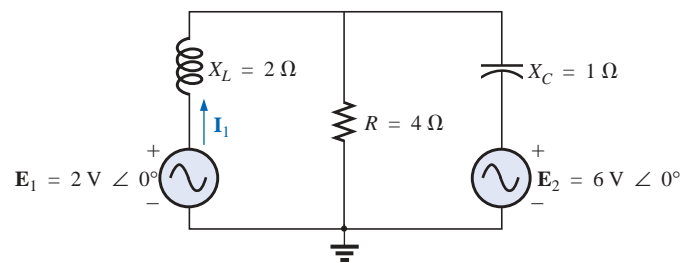 X_L = 2 Ω
X_C = 1 Ω
I_1
R = 4 Ω
+
+
E_1 = 2 V ∠ 0°
E_2 = 6 V ∠ 0°
−
−